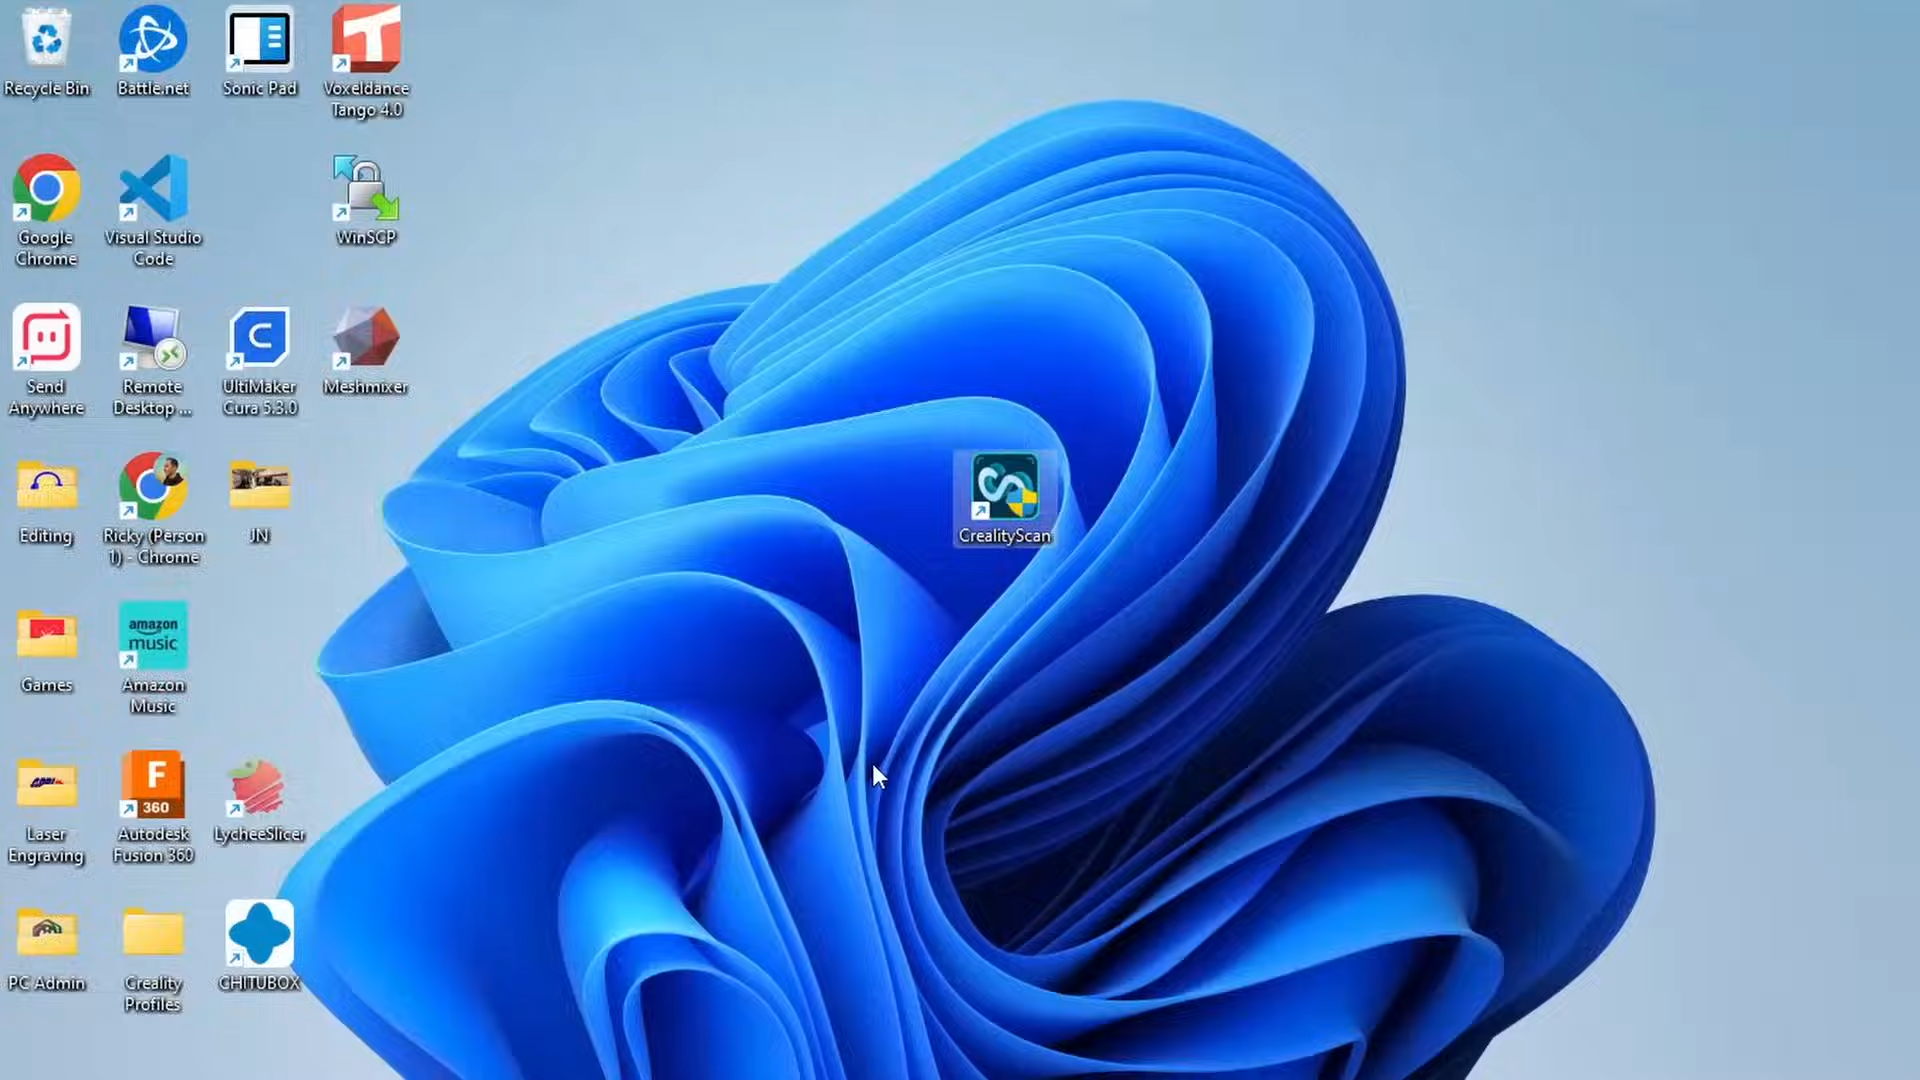 Recycle Bin
Battle.net
Sonic Pad
Voxeldance
Tango 4.0
Google
Chrome
Visual Studio
Code
WinSCP
Send
Anywhere
Remote
Desktop ...
UltiMaker
Cura 5.3.0
Meshmixer
Editing
Ricky (Person
1) - Chrome
JN
CrealityScan
Games
amazon
music
Amazon
Music
Laser
Engraving
F
360
Autodesk
Fusion 360
LycheeSlicer
PC Admin
Creality
Profiles
CHITUBOX